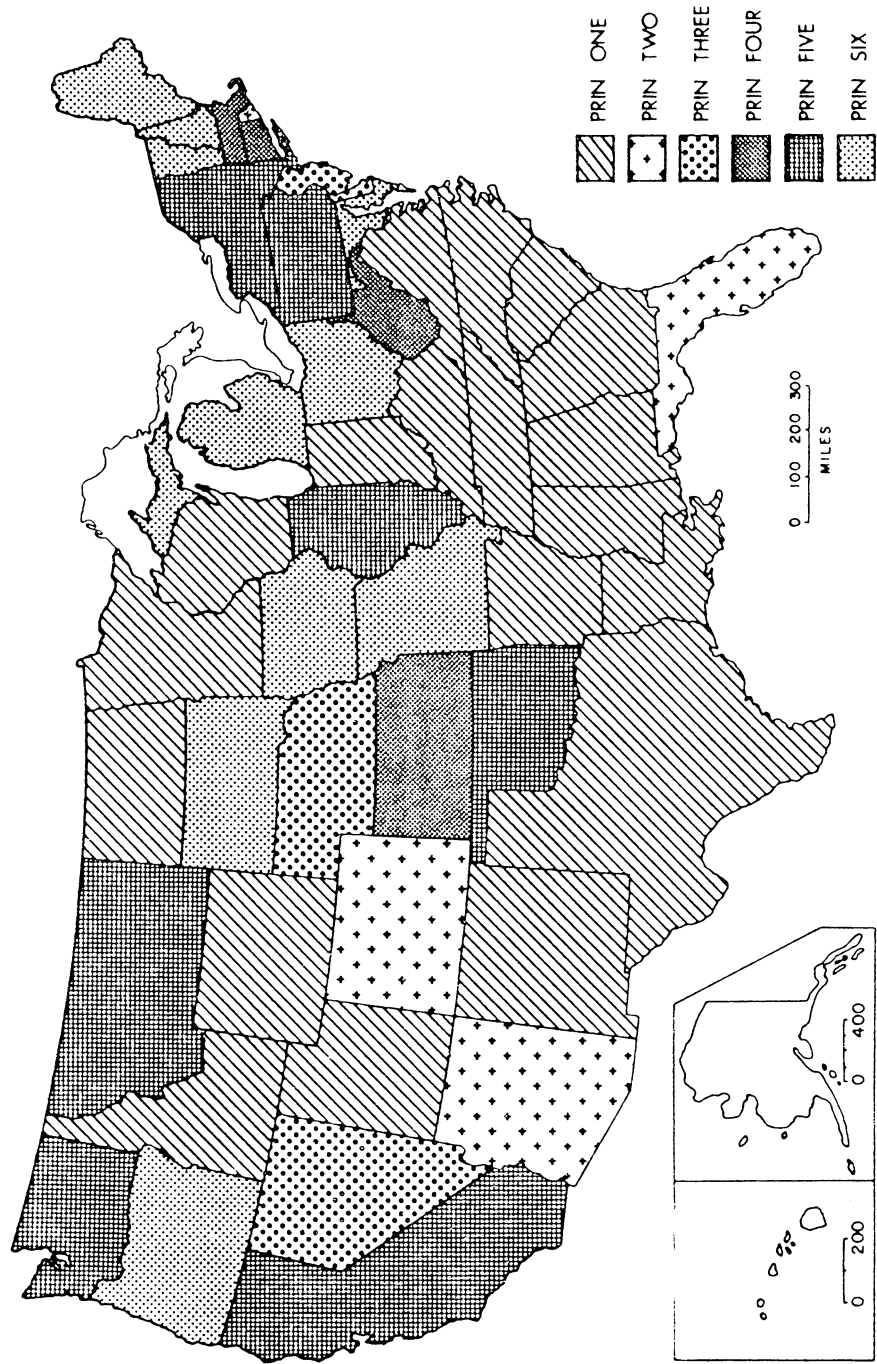 PRIN ONE
PRIN TWO
PRIN THREE
PRIN FOUR
PRIN FIVE
PRIN SIX
0 100 200 300
MILES
0 200
0 400